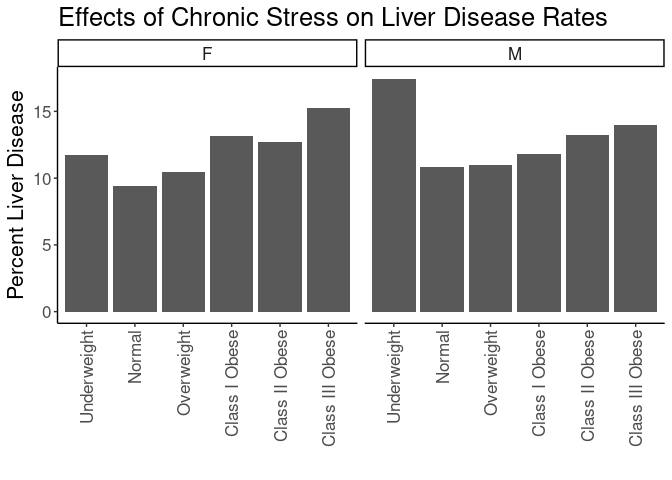 Effects of Chronic Stress on Liver Disease Rates
F
M
Percent Liver Disease
15
10
5
0
Underweight
Normal
Overweight
Class I Obese
Class II Obese
Class III Obese
Underweight
Normal
Overweight
Class I Obese
Class II Obese
Class III Obese